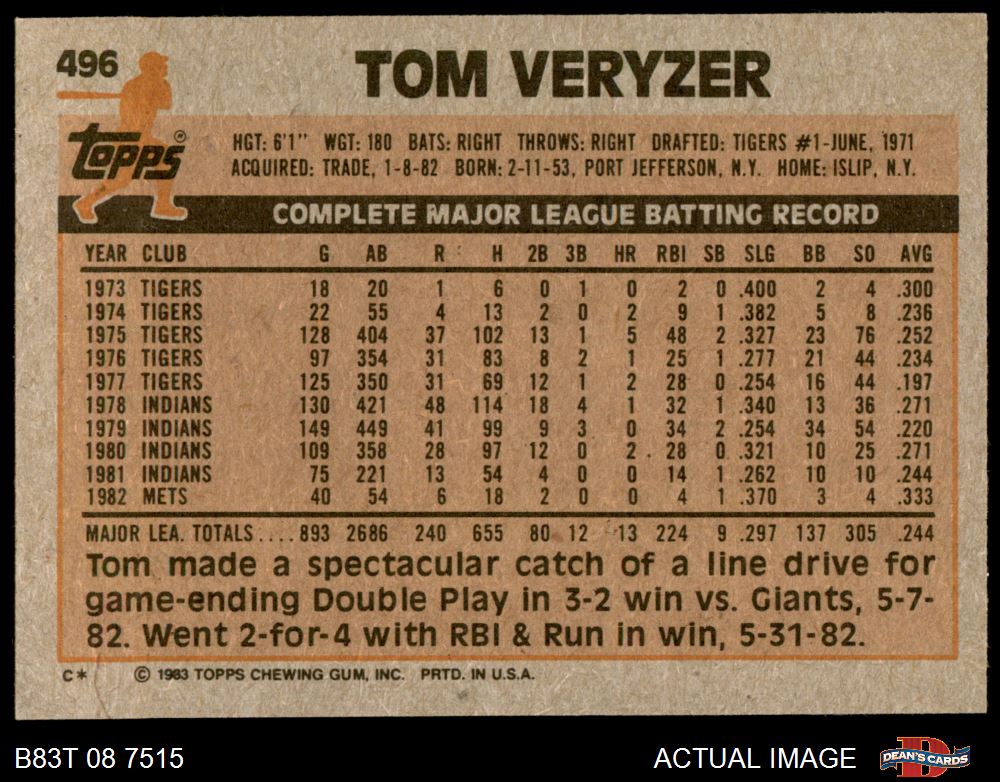 496 TOM VERYZER
Topps®
HGT: 6'1" WGT: 180 BATS: RIGHT THROWS: RIGHT DRAFTED: TIGERS #1-JUNE, 1971
ACQUIRED: TRADE, 1-8-82 BORN: 2-11-53, PORT JEFFERSON, N.Y. HOME: ISLIP, N.Y.
COMPLETE MAJOR LEAGUE BATTING RECORD
YEAR CLUB G AB R H 2B 3B HR RBI SB SLG BB SO AVG
1973 TIGERS 18 20 1 6 0 1 0 2 0 .400 2 4 .300
1974 TIGERS 22 55 4 13 2 0 2 9 1 .382 5 8 .236
1975 TIGERS 128 404 37 102 13 1 5 48 2 .327 23 76 .252
1976 TIGERS 97 354 31 83 8 2 1 25 1 .277 21 44 .234
1977 TIGERS 125 350 31 69 12 1 2 28 0 .254 16 44 .197
1978 INDIANS 130 421 48 114 18 4 1 32 1 .340 13 36 .271
1979 INDIANS 149 449 41 99 9 3 0 34 2 .254 34 54 .220
1980 INDIANS 109 358 28 97 12 0 2 28 0 .321 10 25 .271
1981 INDIANS 75 221 13 54 4 0 0 14 1 .262 10 10 .244
1982 METS 40 54 6 18 2 0 0 4 1 .370 3 4 .333
MAJOR LEA. TOTALS.... 893 2686 240 655 80 12 13 224 9 .297 137 305 .244
Tom made a spectacular catch of a line drive for
game-ending Double Play in 3-2 win vs. Giants, 5-7-
82. Went 2-for-4 with RBI & Run in win, 5-31-82.
C* © 1983 TOPPS CHEWING GUM, INC. PRTD. IN U.S.A.
B83T 08 7515 ACTUAL IMAGE DEAN'S CARDS